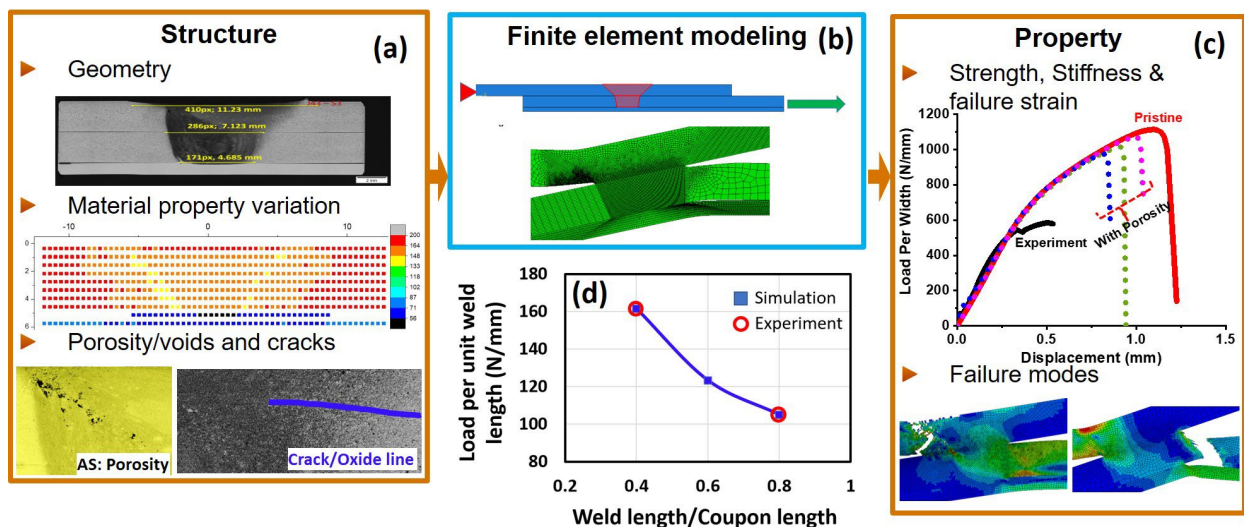 Structure
(a)
Geometry
410px; 11.23 mm
286px; 7.123 mm
171px, 4.685 mm
2 mm
Material property variation
-10 0 10
0
2
4
6
200
164
148
133
118
102
87
71
56
Porosity/voids and cracks
AS: Porosity
Crack/Oxide line
Finite element modeling
(b)
(d)
Load per unit weld
length (N/mm)
180
160
140
120
100
80
0.2 0.4 0.6 0.8 1
Weld length/Coupon length
Simulation
Experiment
Property
(c)
Strength, Stiffness &
failure strain
Load Per Width (N/mm)
1200
1000
800
600
400
200
0
0.0 0.5 1.0 1.5
Displacement (mm)
Pristine
With Porosity
Experiment
Failure modes